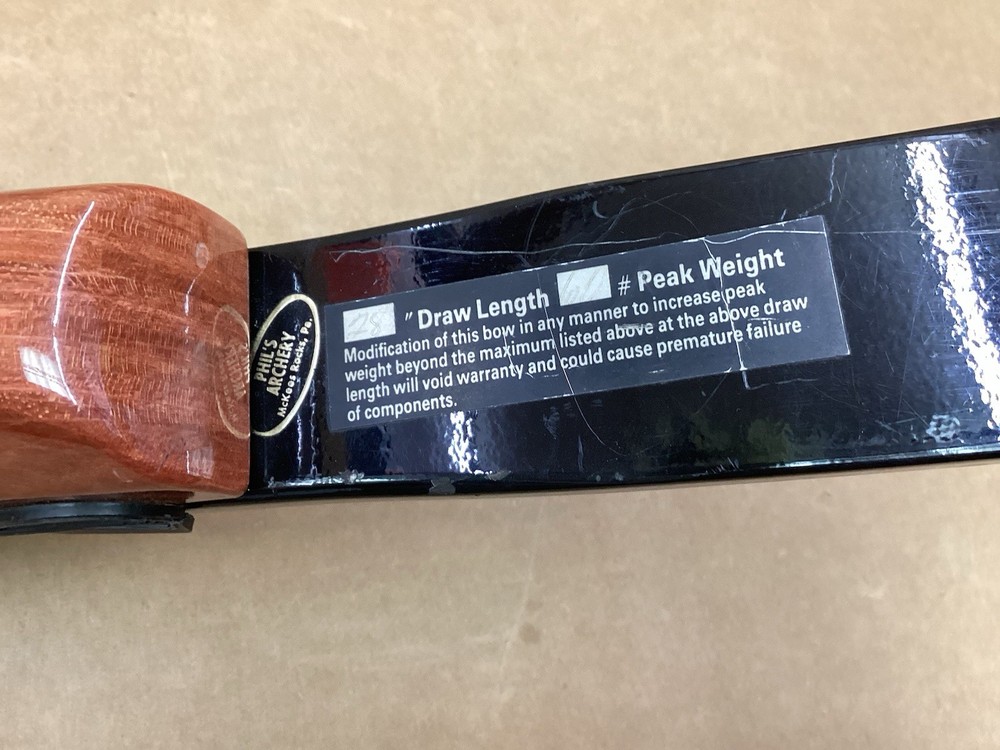 PHIL'S
ARCHERY
McKees Rocks, Pa.
" Draw Length # Peak Weight
Modification of this bow in any manner to increase peak
weight beyond the maximum listed above at the above draw
length will void warranty and could cause premature failure
of components.